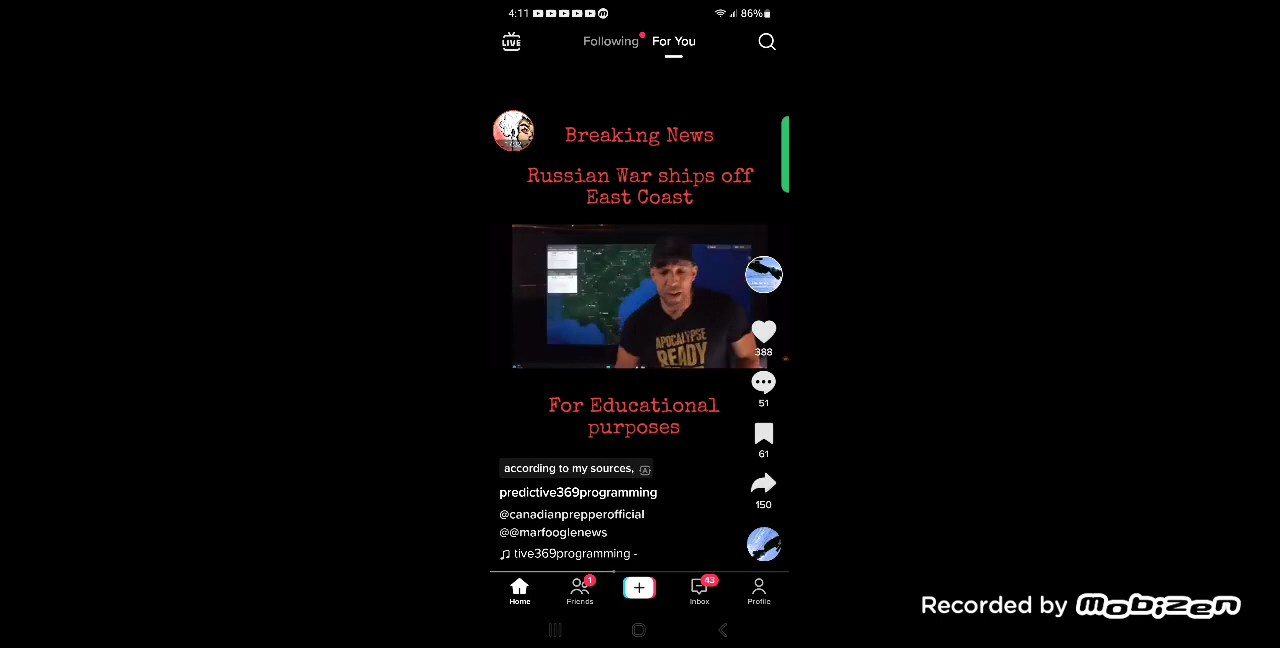 4:11
86%
LIVE
Following
For You
Breaking News
Russian War ships off
East Coast
APOCALYPSE
READY
388
51
For Educational
purposes
61
according to my sources,
predictive369programming
150
@canadianprepperofficial
@@marfooglenews
tive369programming -
1
43
Home
Friends
Inbox
Profile
Recorded by Mobizen